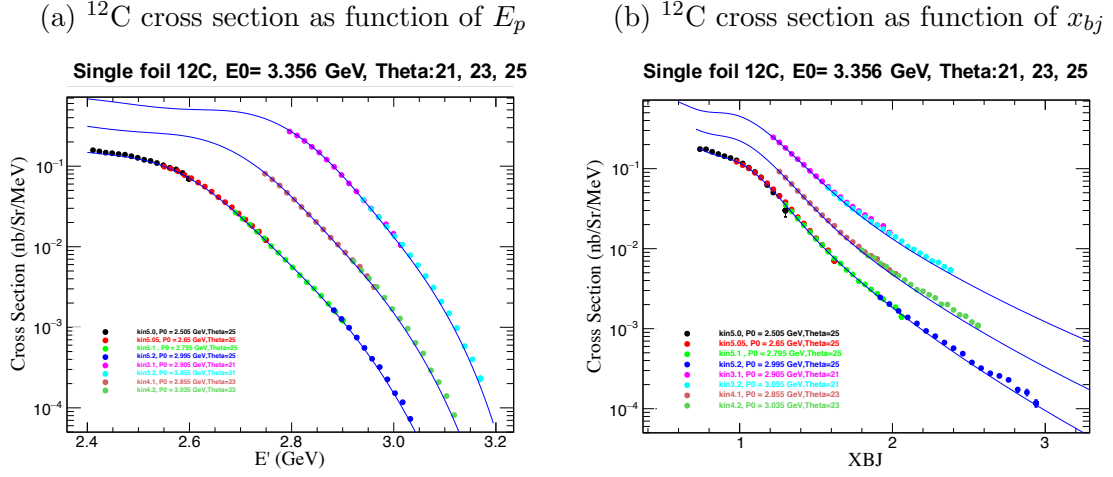 (a) ¹²C cross section as function of E_p
Single foil 12C, E0= 3.356 GeV, Theta:21, 23, 25
Cross Section (nb/Sr/MeV)
10⁻¹
10⁻²
10⁻³
10⁻⁴
kin5.0, P0 = 2.505 GeV,Theta=25
kin5.05, P0 = 2.65 GeV,Theta=25
kin5.1 , P0 = 2.795 GeV,Theta=25
kin5.2, P0 = 2.995 GeV,Theta=25
kin3.1, P0 = 2.905 GeV,Theta=21
kin3.2, P0 = 3.055 GeV,Theta=21
kin4.1, P0 = 2.855 GeV,Theta=23
kin4.2, P0 = 3.035 GeV,Theta=23
2.4 2.6 2.8 3.0 3.2
E' (GeV)
(b) ¹²C cross section as function of x_bj
Single foil 12C, E0= 3.356 GeV, Theta:21, 23, 25
Cross Section (nb/Sr/MeV)
10⁻¹
10⁻²
10⁻³
10⁻⁴
kin5.0, P0 = 2.505 GeV,Theta=25
kin5.05, P0 = 2.65 GeV,Theta=25
kin5.1 , P0 = 2.795 GeV,Theta=25
kin5.2, P0 = 2.995 GeV,Theta=25
kin3.1, P0 = 2.905 GeV,Theta=21
kin3.2, P0 = 3.055 GeV,Theta=21
kin4.1, P0 = 2.855 GeV,Theta=23
kin4.2, P0 = 3.035 GeV,Theta=23
1 2 3
XBJ